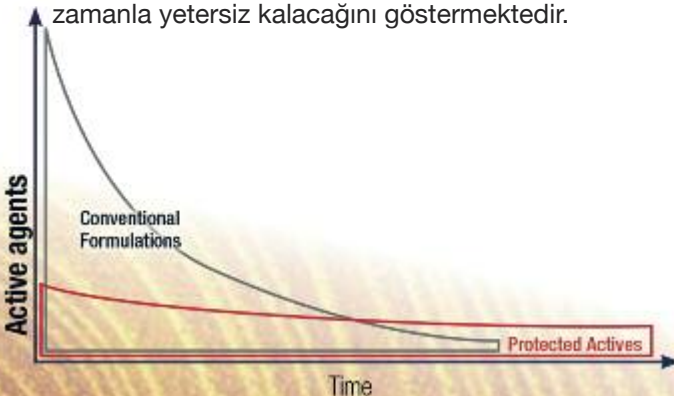 zamanla yetersiz kalacağını göstermektedir.
Active agents
Conventional
Formulations
Protected Actives
Time